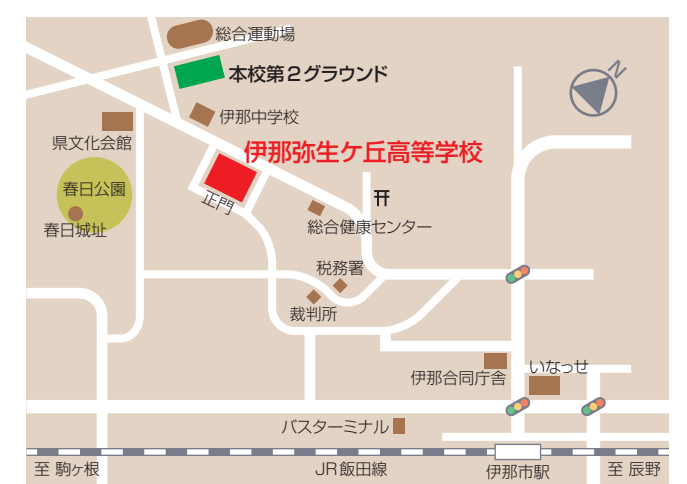 総合運動場
本校第2グラウンド
N
伊那中学校
県文化会館
伊那弥生ケ丘高等学校
春日公園
正門
春日城址
総合健康センター
税務署
裁判所
いなっせ
伊那合同庁舎
バスターミナル
至 駒ヶ根
JR飯田線
伊那市駅
至 辰野